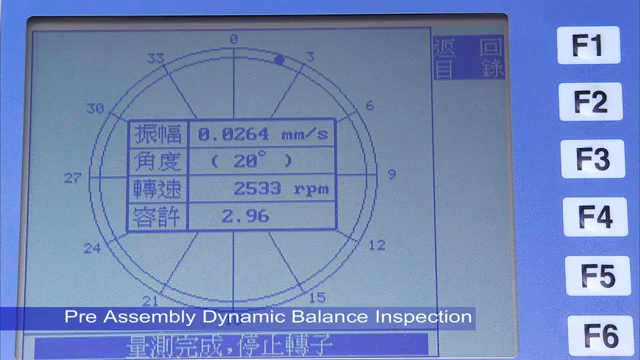 0
3
6
9
12
15
21
24
27
30
33
返回
目錄
振幅 0.0264 mm/s
角度 ( 20° )
轉速 2533 rpm
容許 2.96
Pre Assembly Dynamic Balance Inspection
量測完成,停止轉子
F1
F2
F3
F4
F5
F6